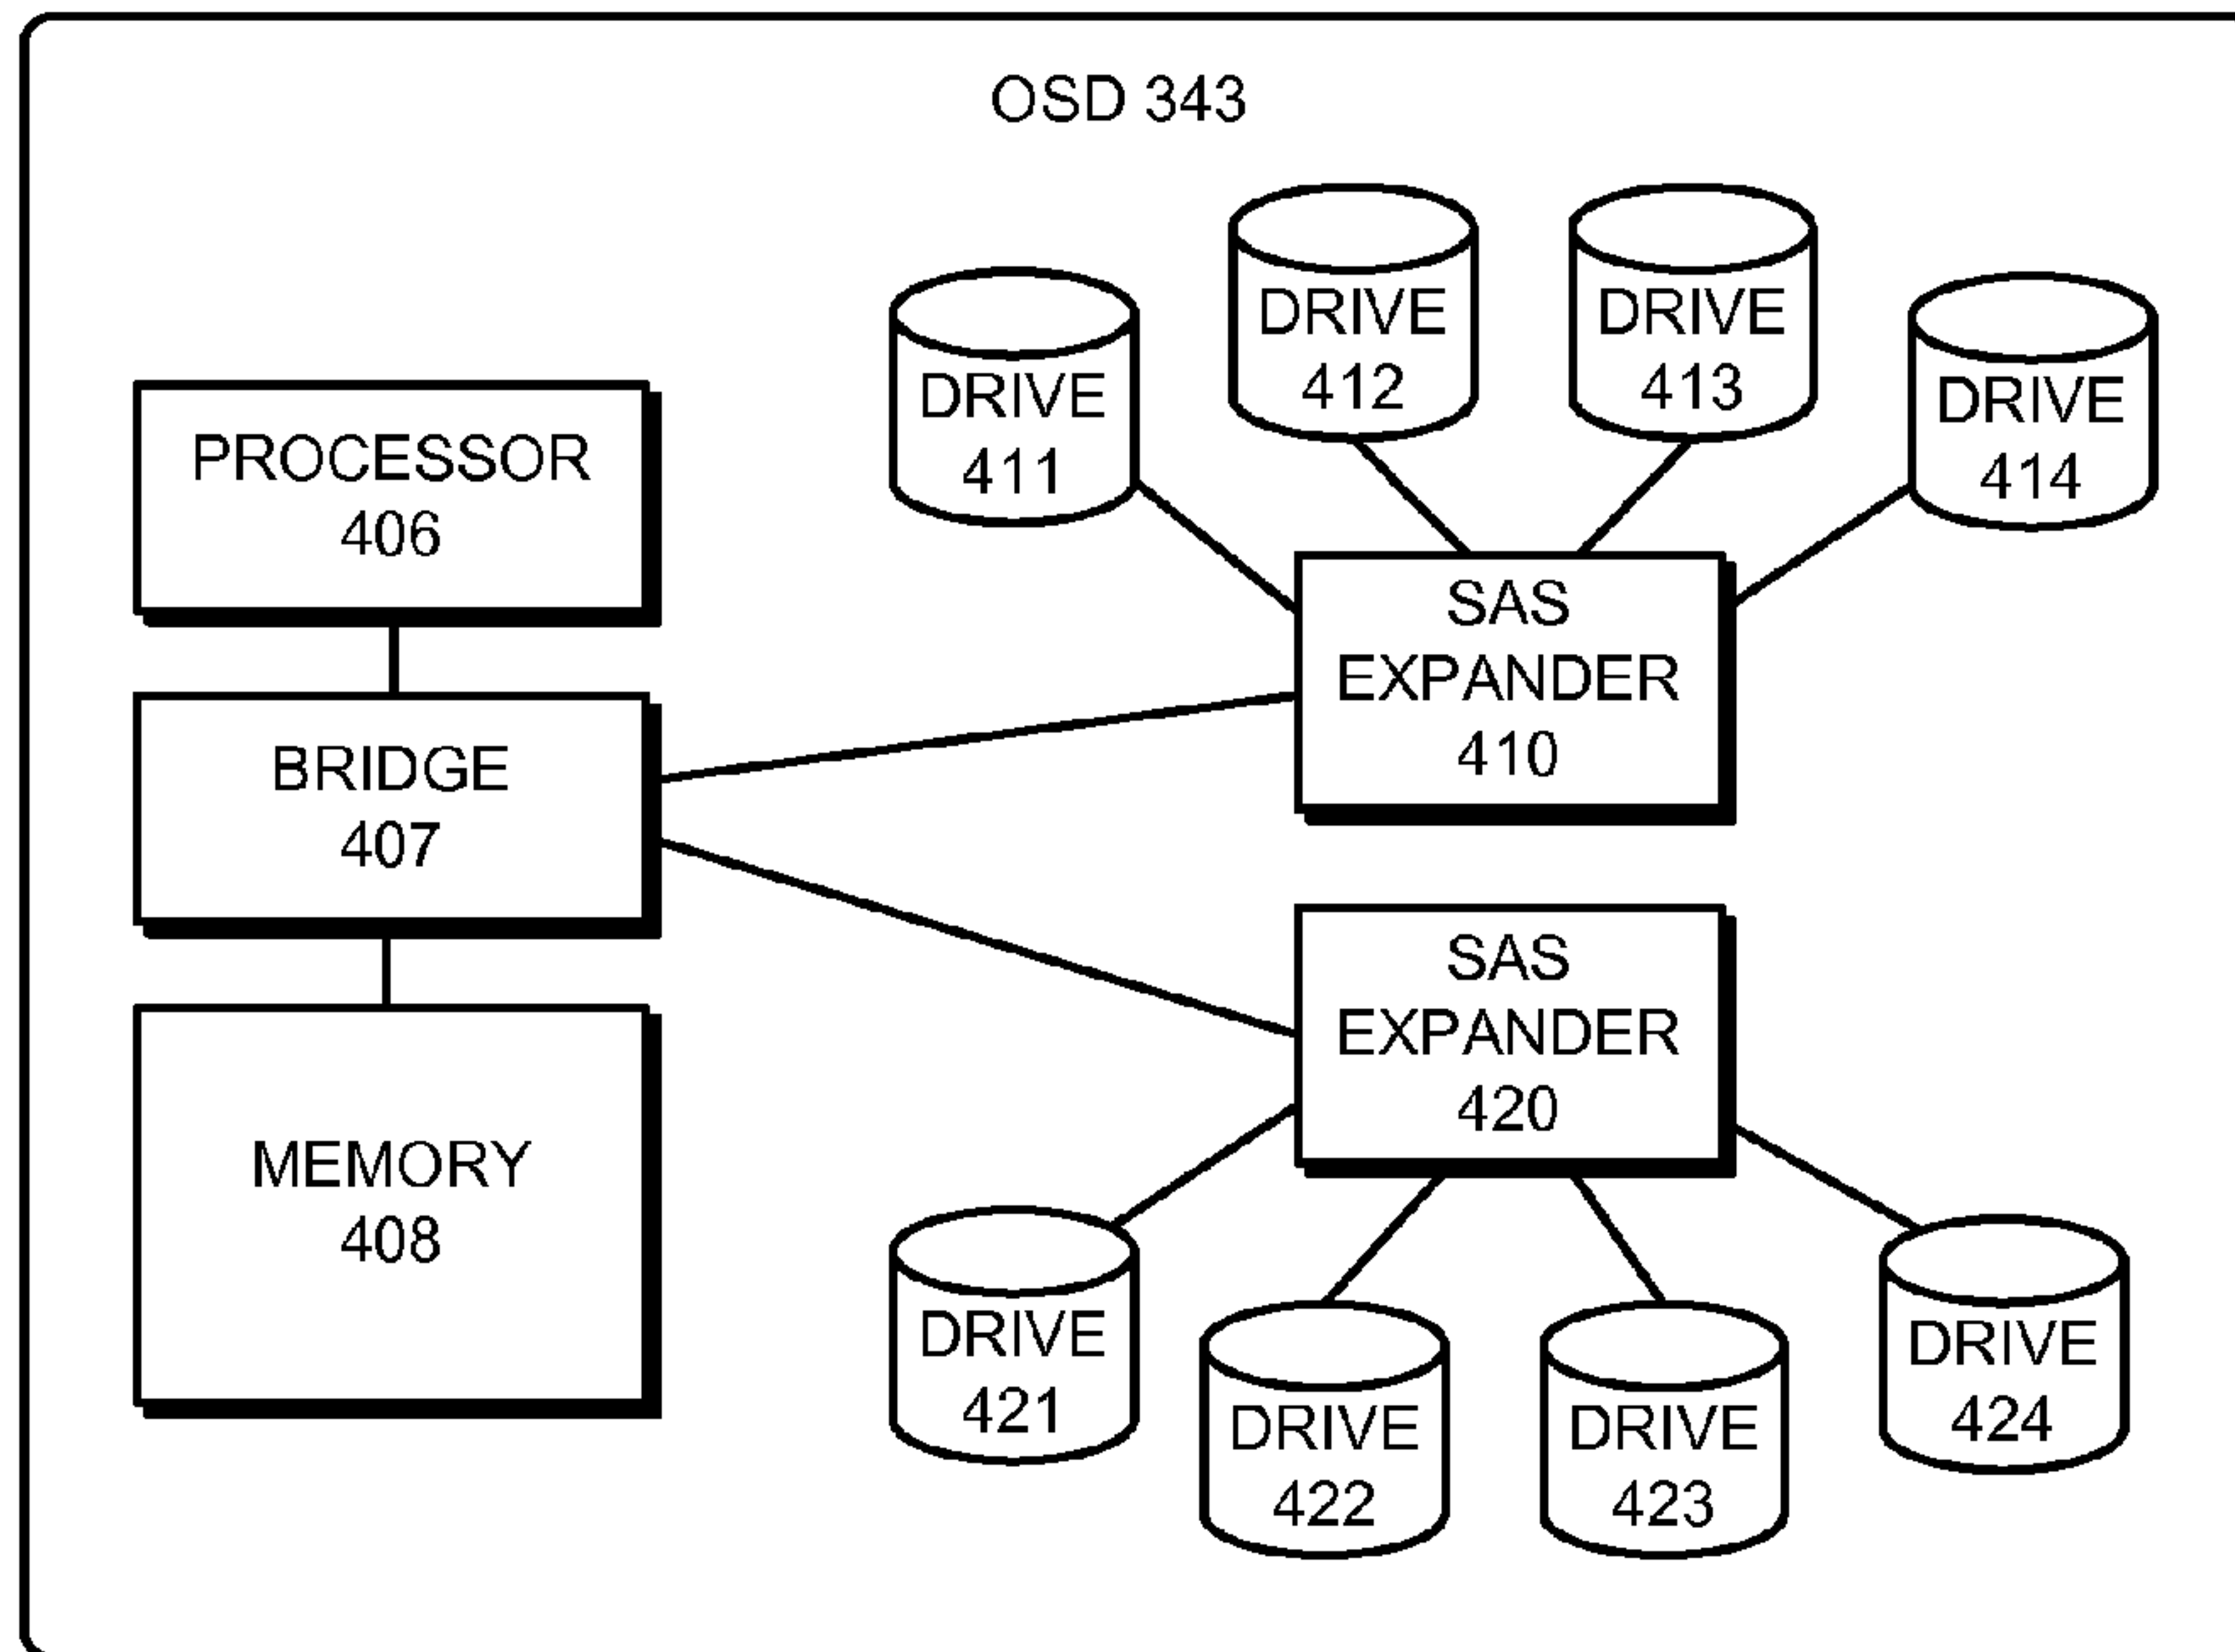 OSD 343
PROCESSOR
406
BRIDGE
407
MEMORY
408
DRIVE
411
DRIVE
412
DRIVE
413
DRIVE
414
SAS
EXPANDER
410
SAS
EXPANDER
420
DRIVE
421
DRIVE
422
DRIVE
423
DRIVE
424